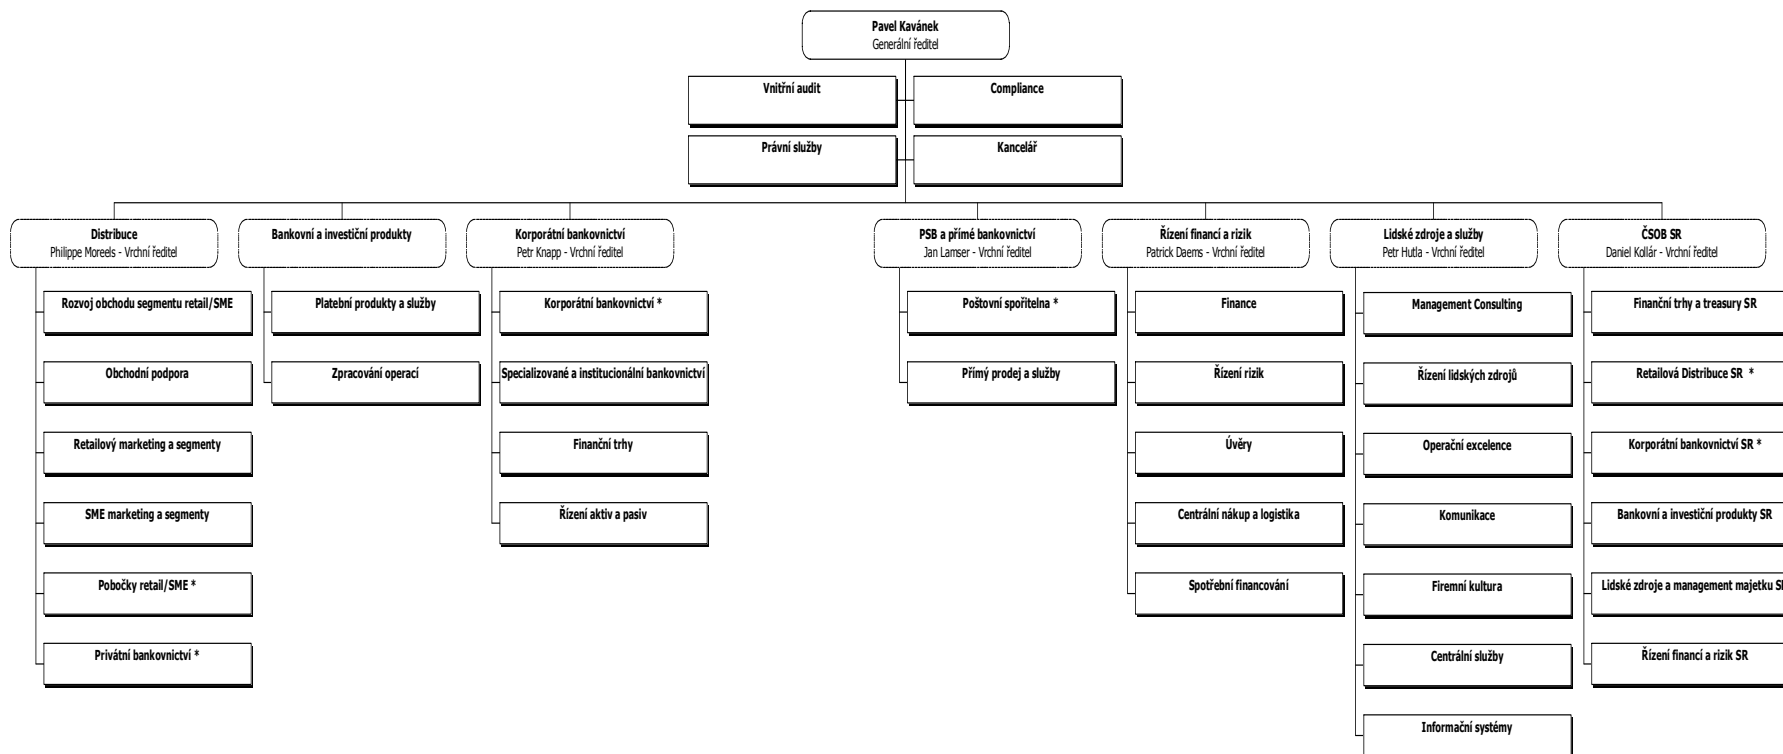 Pavel Kavánek
Generální ředitel
Vnitřní audit
Compliance
Právní služby
Kancelář
Distribuce
Philippe Moreels - Vrchní ředitel
Rozvoj obchodu segmentu retail/SME
Obchodní podpora
Retailový marketing a segmenty
SME marketing a segmenty
Pobočky retail/SME *
Privátní bankovnictví *
Bankovní a investiční produkty
Platební produkty a služby
Zpracování operací
Korporátní bankovnictví
Petr Knapp - Vrchní ředitel
Korporátní bankovnictví *
Specializované a institucionální bankovnictví
Finanční trhy
Řízení aktiv a pasiv
PSB a přímé bankovnictví
Jan Lamser - Vrchní ředitel
Poštovní spořitelna *
Přímý prodej a služby
Řízení financí a rizik
Patrick Daems - Vrchní ředitel
Finance
Řízení rizik
Úvěry
Centrální nákup a logistika
Spotřební financování
Lidské zdroje a služby
Petr Hutla - Vrchní ředitel
Management Consulting
Řízení lidských zdrojů
Operační excelence
Komunikace
Firemní kultura
Centrální služby
Informační systémy
ČSOB SR
Daniel Kollár - Vrchní ředitel
Finanční trhy a treasury SR
Retailová Distribuce SR *
Korporátní bankovnictví SR *
Bankovní a investiční produkty SR
Lidské zdroje a management majetku
Řízení financí a rizik SR